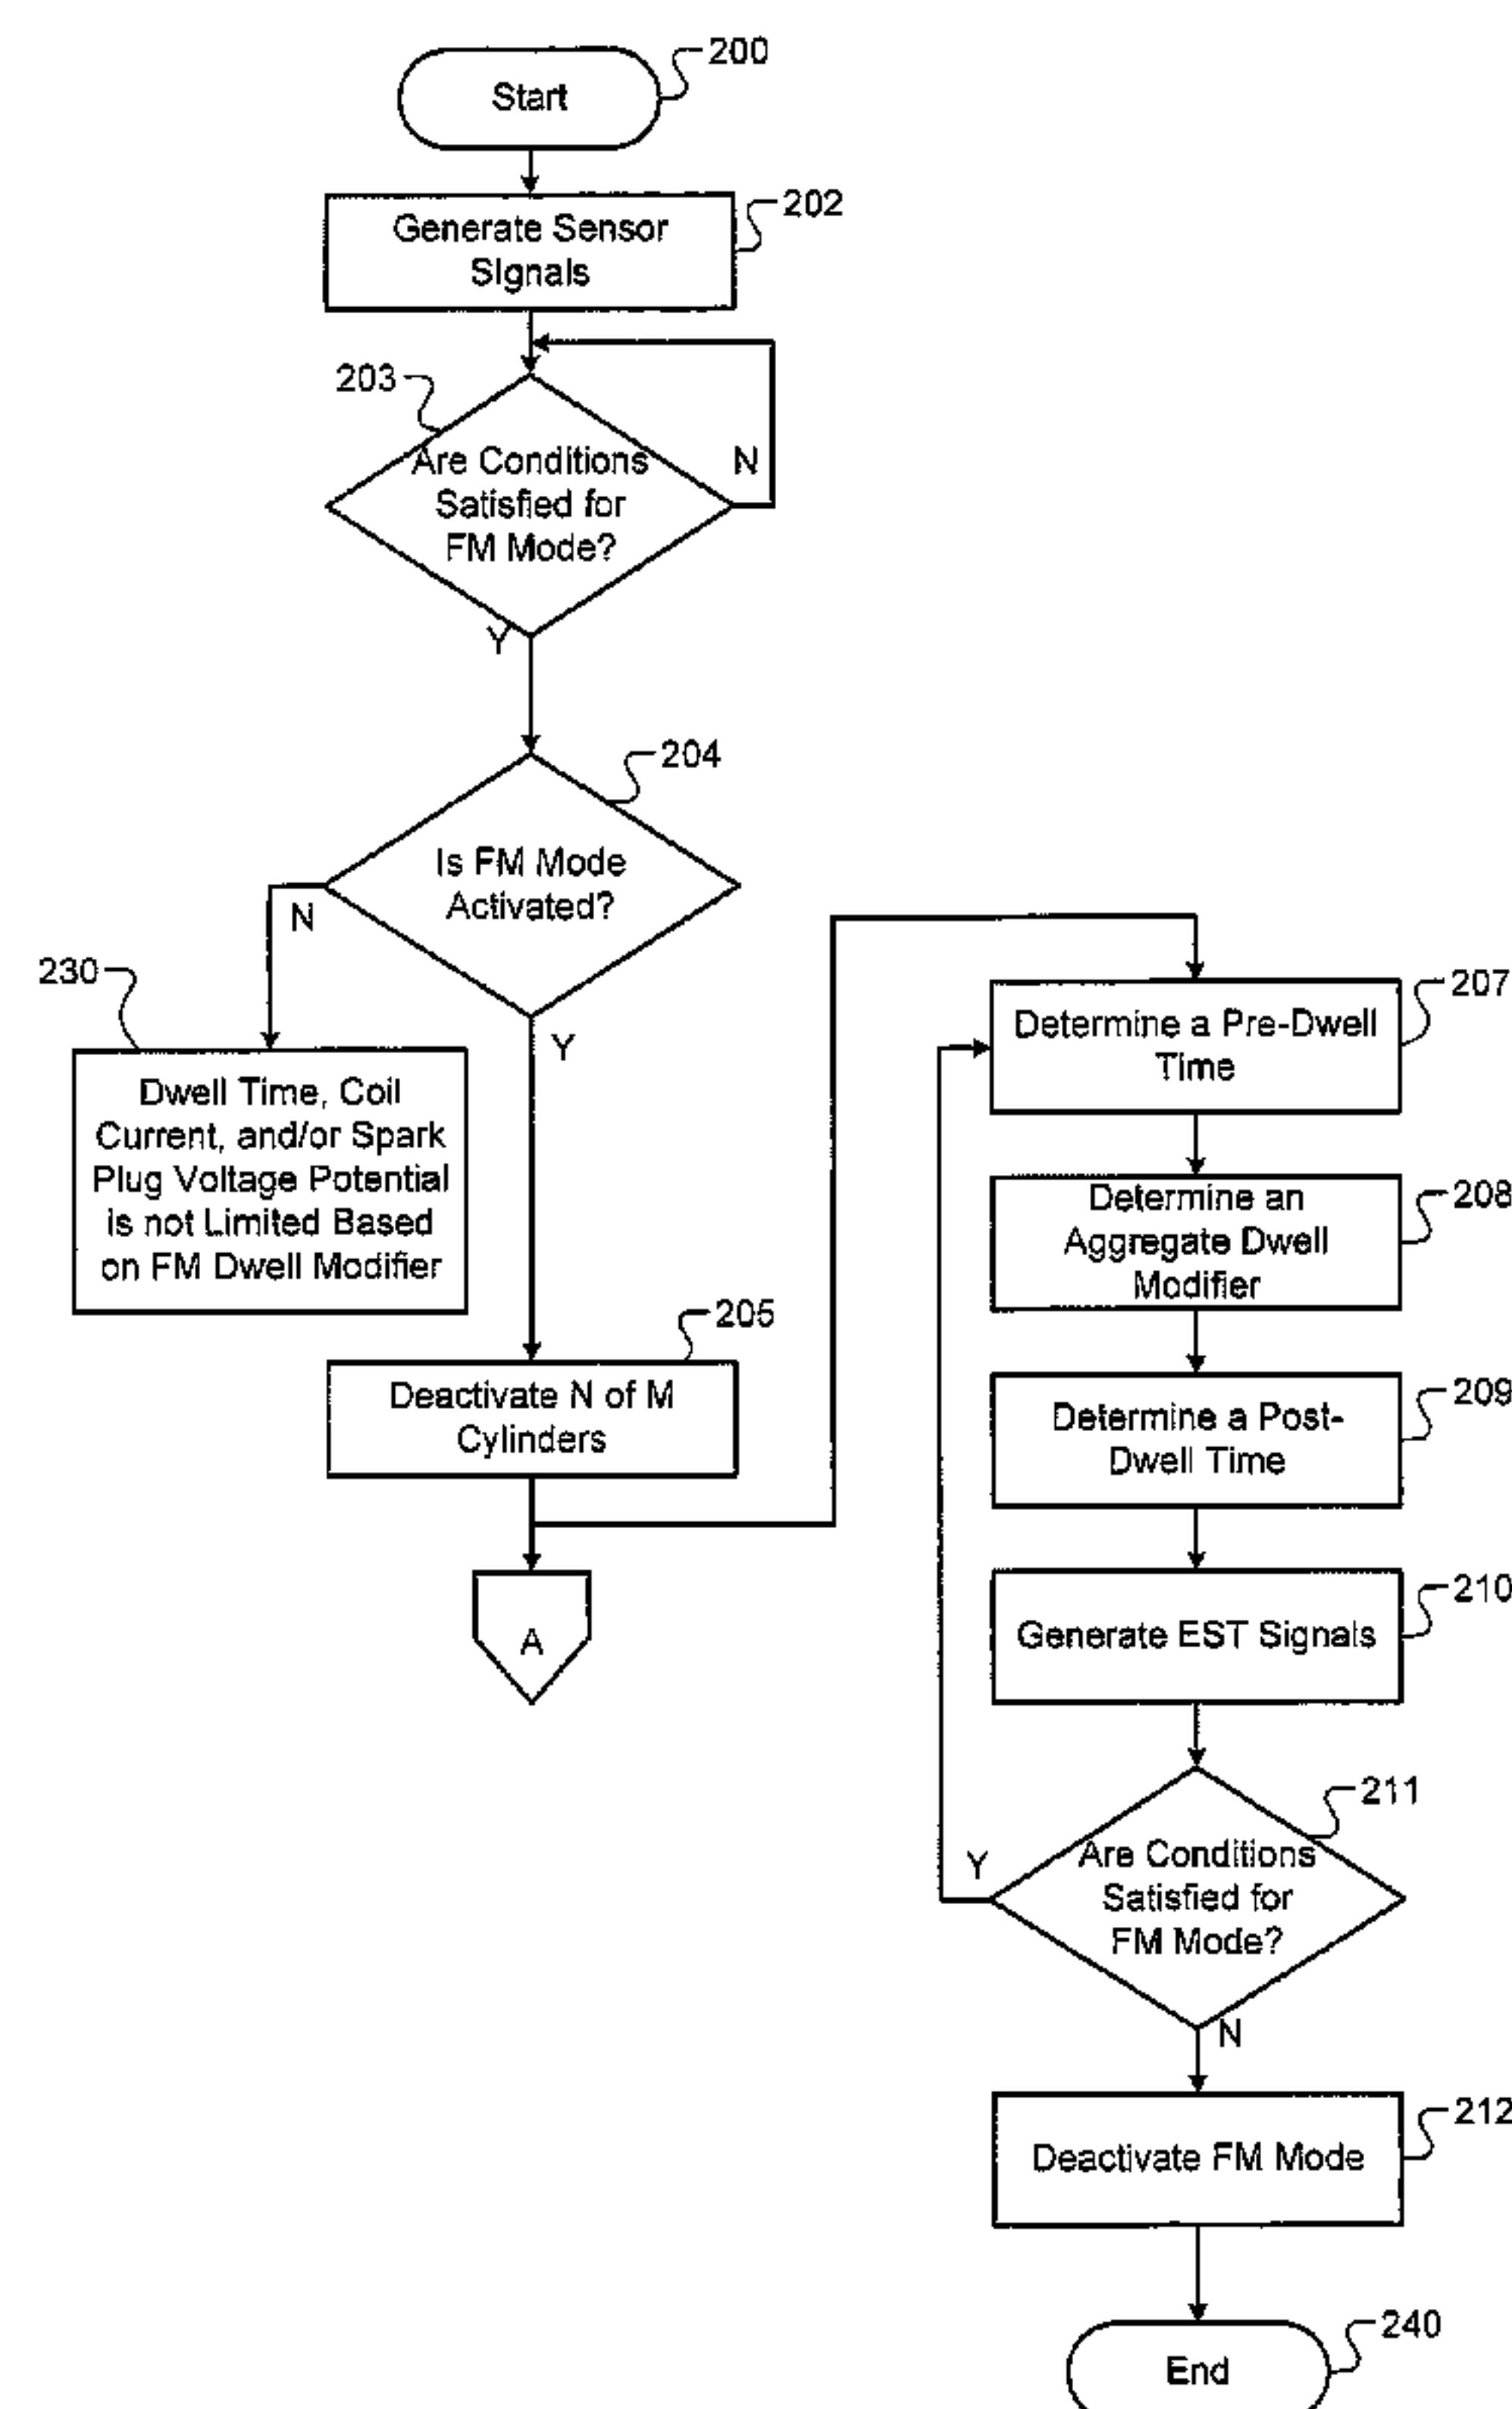 200
Start
202
Generate Sensor
Signals
203
Are Conditions
Satisfied for
FM Mode?
N
Y
204
Is FM Mode
Activated?
N
Y
230
Dwell Time, Coil
Current, and/or Spark
Plug Voltage Potential
is not Limited Based
on FM Dwell Modifier
205
Deactivate N of M
Cylinders
A
207
Determine a Pre-Dwell
Time
208
Determine an
Aggregate Dwell
Modifier
209
Determine a Post-
Dwell Time
210
Generate EST Signals
211
Are Conditions
Satisfied for
FM Mode?
Y
N
212
Deactivate FM Mode
240
End